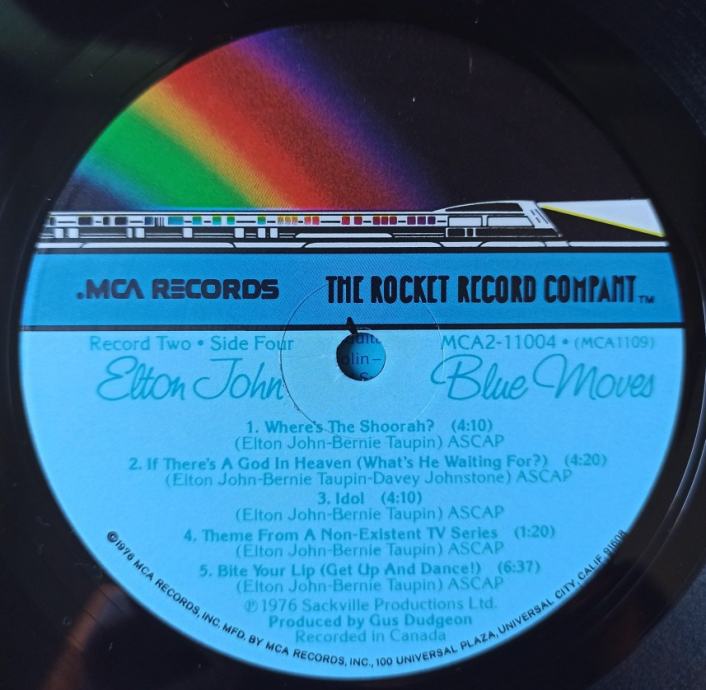 .MCA RECORDS
THE ROCKET RECORD COMPANY TM
Record Two • Side Four
MCA2-11004 • (MCA1109)
Elton John
Blue Moves
1. Where's The Shoorah? (4:10)
(Elton John-Bernie Taupin) ASCAP
2. If There's A God In Heaven (What's He Waiting For?) (4:20)
(Elton John-Bernie Taupin-Davey Johnstone) ASCAP
3. Idol (4:10)
(Elton John-Bernie Taupin) ASCAP
4. Theme From A Non-Existent TV Series (1:20)
(Elton John-Bernie Taupin) ASCAP
5. Bite Your Lip (Get Up And Dance!) (6:37)
(Elton John-Bernie Taupin) ASCAP
℗1976 Sackville Productions Ltd.
Produced by Gus Dudgeon
Recorded in Canada
©1976 MCA RECORDS, INC. MFD. BY MCA RECORDS, INC., 100 UNIVERSAL PLAZA, UNIVERSAL CITY, CALIF. 91608